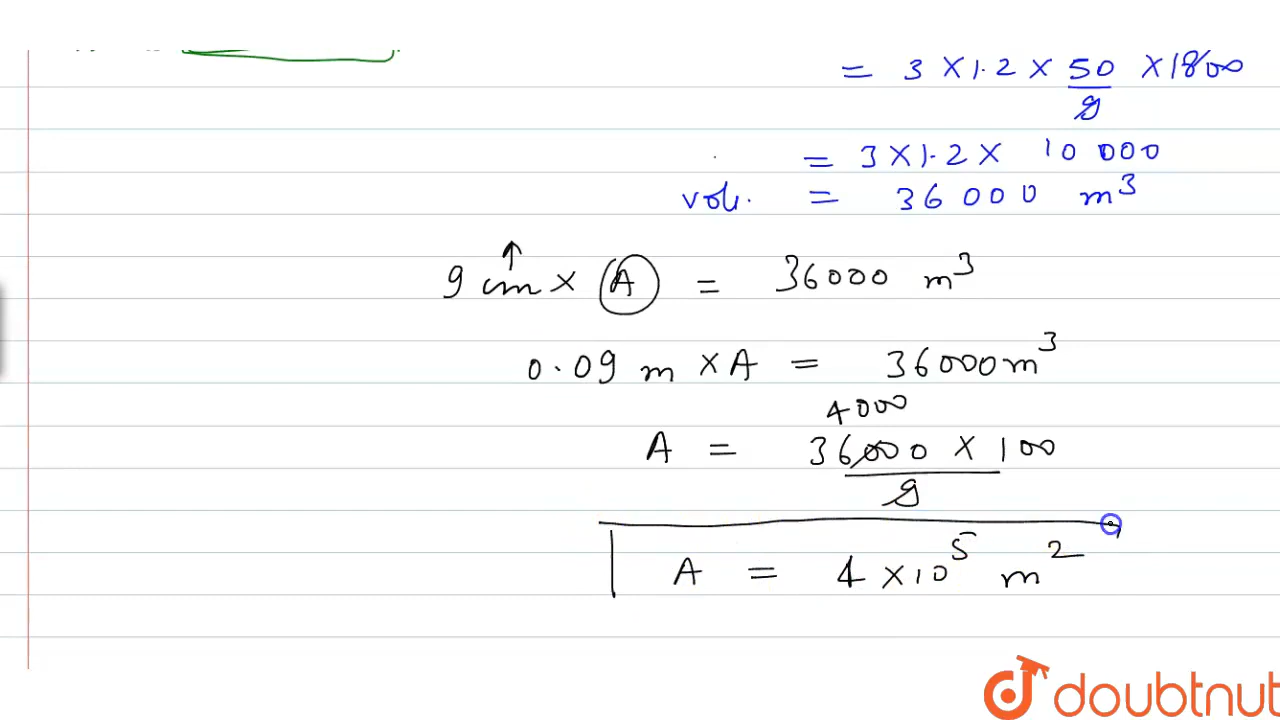 = 3 X 1.2 X 50/9 X 1800
= 3 X 1.2 X 10 000
vol. = 36 000 m³
9 cm X A = 36000 m³
0.09 m X A = 36000 m³
4000
A = 36000 X 100
9
A = 4 X 10⁵ m²
doubtnut